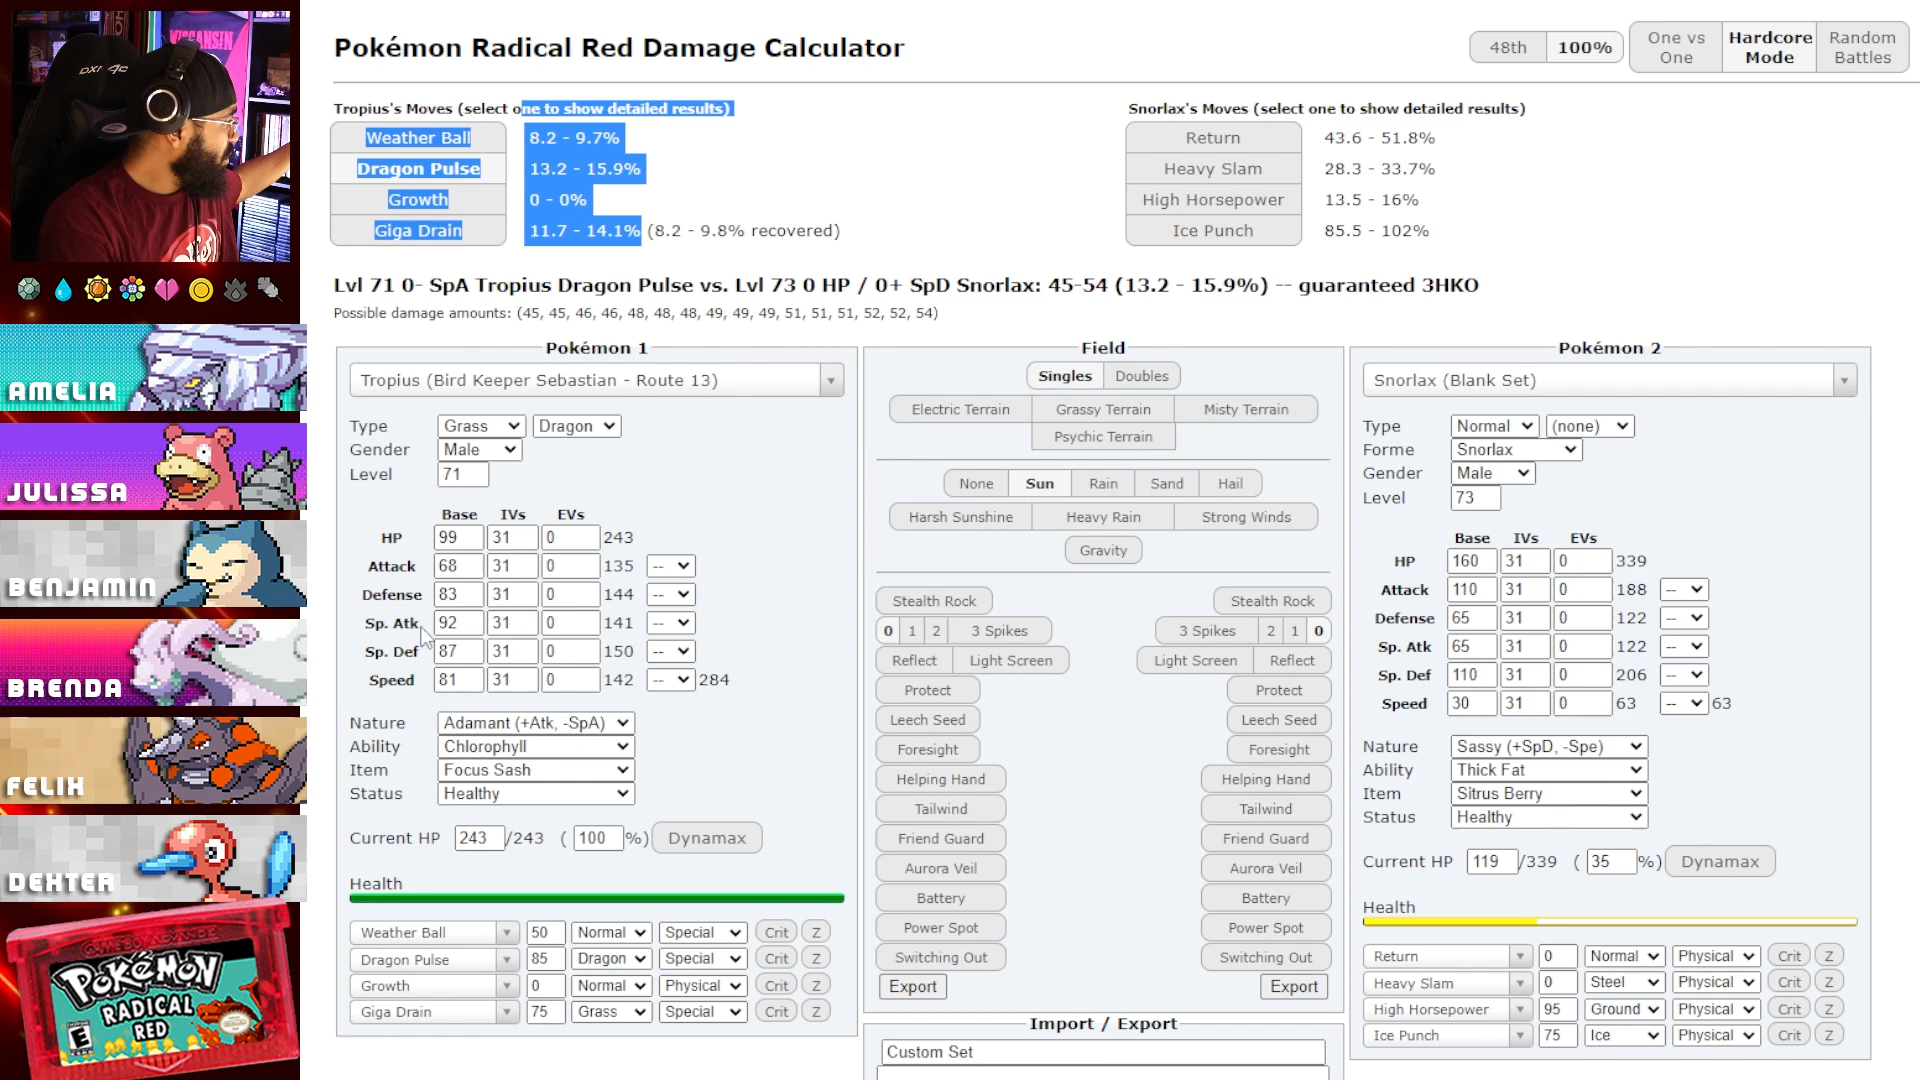 Pokémon Radical Red Damage Calculator
48th 100%
One vs One
Hardcore Mode
Random Battles
Tropius's Moves (select one to show detailed results)
Weather Ball 8.2 - 9.7%
Dragon Pulse 13.2 - 15.9%
Growth 0 - 0%
Giga Drain 11.7 - 14.1% (8.2 - 9.8% recovered)
Snorlax's Moves (select one to show detailed results)
Return 43.6 - 51.8%
Heavy Slam 28.3 - 33.7%
High Horsepower 13.5 - 16%
Ice Punch 85.5 - 102%
Lvl 71 0- SpA Tropius Dragon Pulse vs. Lvl 73 0 HP / 0+ SpD Snorlax: 45-54 (13.2 - 15.9%) -- guaranteed 3HKO
Possible damage amounts: (45, 45, 46, 46, 48, 48, 48, 49, 49, 49, 51, 51, 51, 52, 52, 54)
Pokémon 1
Tropius (Bird Keeper Sebastian - Route 13)
Type Grass Dragon
Gender Male
Level 71
Base IVs EVs
HP 99 31 0 243
Attack 68 31 0 135 --
Defense 83 31 0 144 --
Sp. Atk 92 31 0 141 --
Sp. Def 87 31 0 150 --
Speed 81 31 0 142 -- 284
Nature Adamant (+Atk, -SpA)
Ability Chlorophyll
Item Focus Sash
Status Healthy
Current HP 243 /243 ( 100 %) Dynamax
Health
Weather Ball 50 Normal Special Crit Z
Dragon Pulse 85 Dragon Special Crit Z
Growth 0 Normal Physical Crit Z
Giga Drain 75 Grass Special Crit Z
Field
Singles Doubles
Electric Terrain Grassy Terrain Misty Terrain
Psychic Terrain
None Sun Rain Sand Hail
Harsh Sunshine Heavy Rain Strong Winds
Gravity
Stealth Rock Stealth Rock
0 1 2 3 Spikes 3 Spikes 2 1 0
Reflect Light Screen Light Screen Reflect
Protect Protect
Leech Seed Leech Seed
Foresight Foresight
Helping Hand Helping Hand
Tailwind Tailwind
Friend Guard Friend Guard
Aurora Veil Aurora Veil
Battery Battery
Power Spot Power Spot
Switching Out Switching Out
Export Export
Import / Export
Custom Set
Pokémon 2
Snorlax (Blank Set)
Type Normal (none)
Forme Snorlax
Gender Male
Level 73
Base IVs EVs
HP 160 31 0 339
Attack 110 31 0 188 --
Defense 65 31 0 122 --
Sp. Atk 65 31 0 122 --
Sp. Def 110 31 0 206 --
Speed 30 31 0 63 -- 63
Nature Sassy (+SpD, -Spe)
Ability Thick Fat
Item Sitrus Berry
Status Healthy
Current HP 119 /339 ( 35 %) Dynamax
Health
Return 0 Normal Physical Crit Z
Heavy Slam 0 Steel Physical Crit Z
High Horsepower 95 Ground Physical Crit Z
Ice Punch 75 Ice Physical Crit Z
AMELIA
JULISSA
BENJAMIN
BRENDA
FELIX
DEXTER
GAME BOY ADVANCE
POKéMON
RADICAL
RED
E